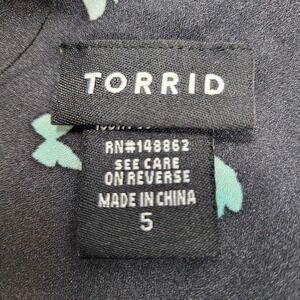 TORRID
RN#148862
SEE CARE
ON REVERSE
MADE IN CHINA
5